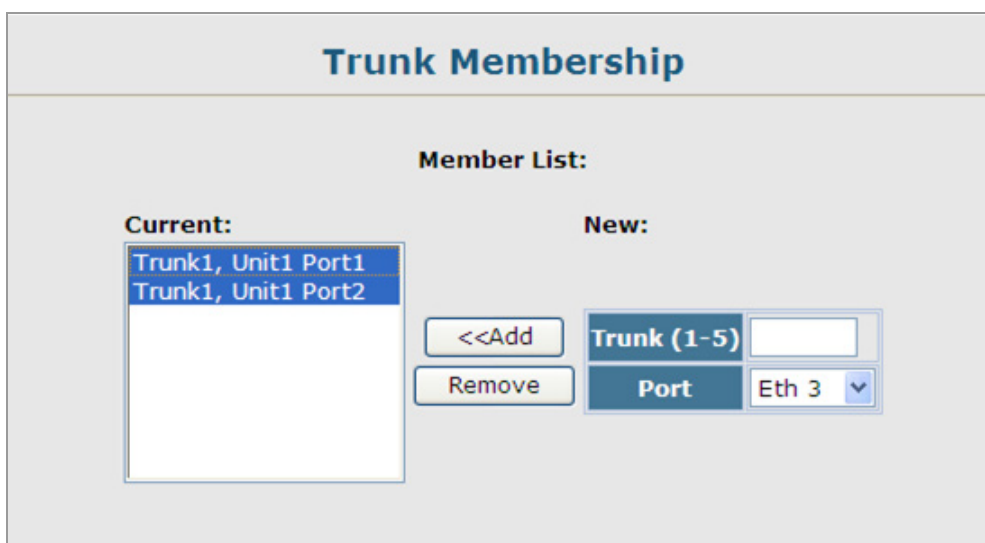 Trunk Membership
Member List:
Current:
New:
Trunk1, Unit1 Port1
Trunk1, Unit1 Port2
<<Add
Trunk (1-5)
Remove
Port
Eth 3